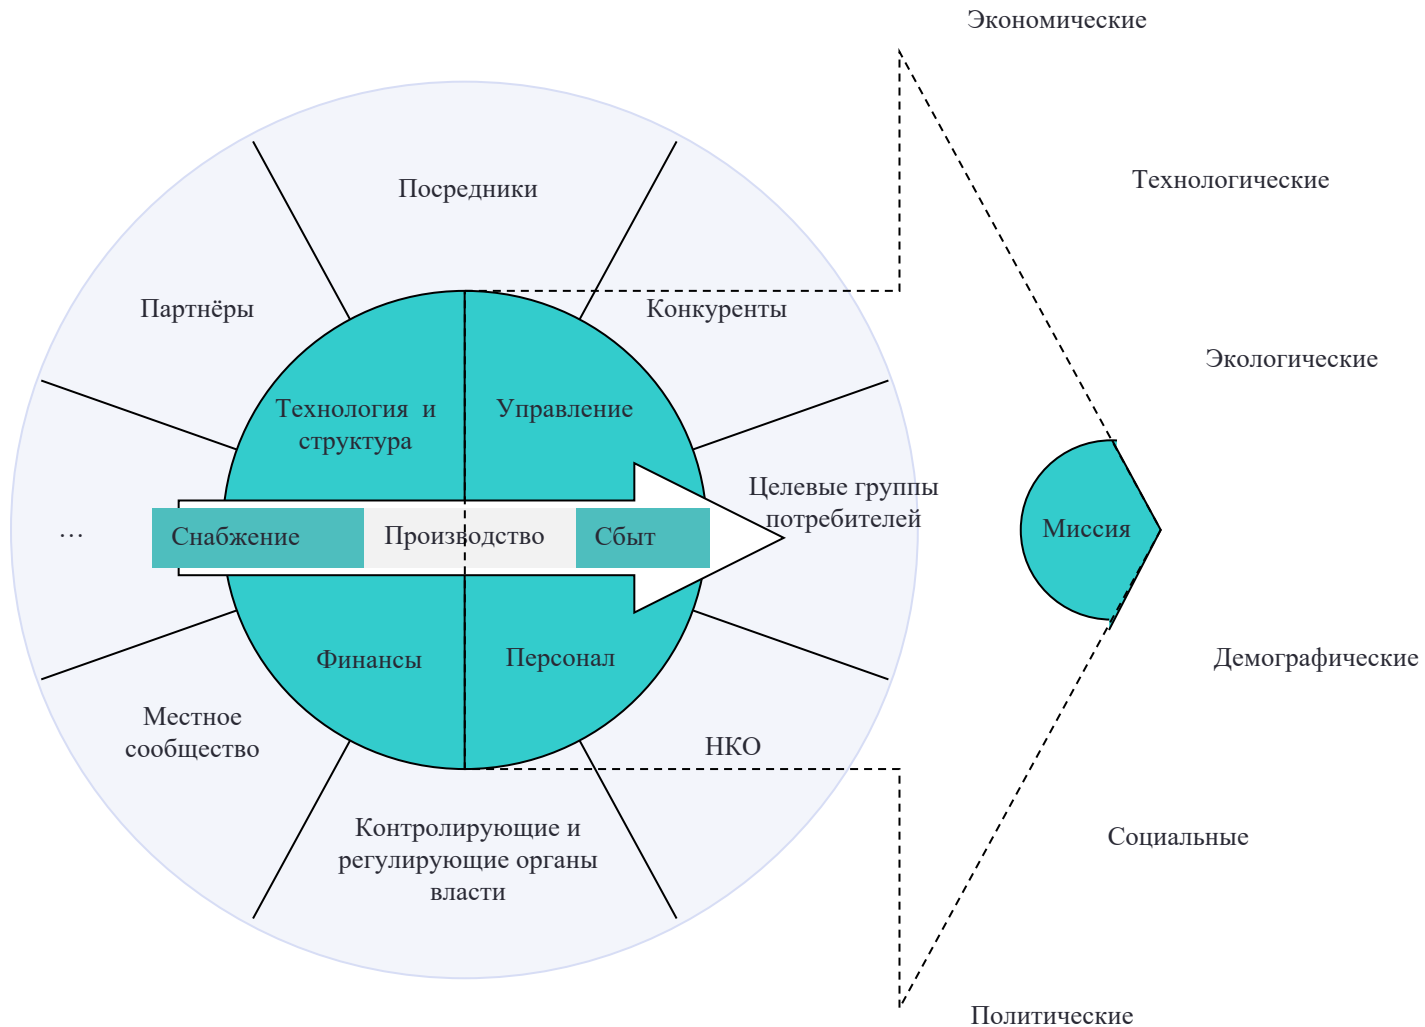 Экономические
Технологические
Посредники
Партнёры
Конкуренты
Экологические
Технология и
структура
Управление
Целевые группы
потребителей
…
Снабжение
Производство
Сбыт
Миссия
Финансы
Персонал
Демографические
Местное
сообщество
НКО
Контролирующие и
регулирующие органы
власти
Социальные
Политические